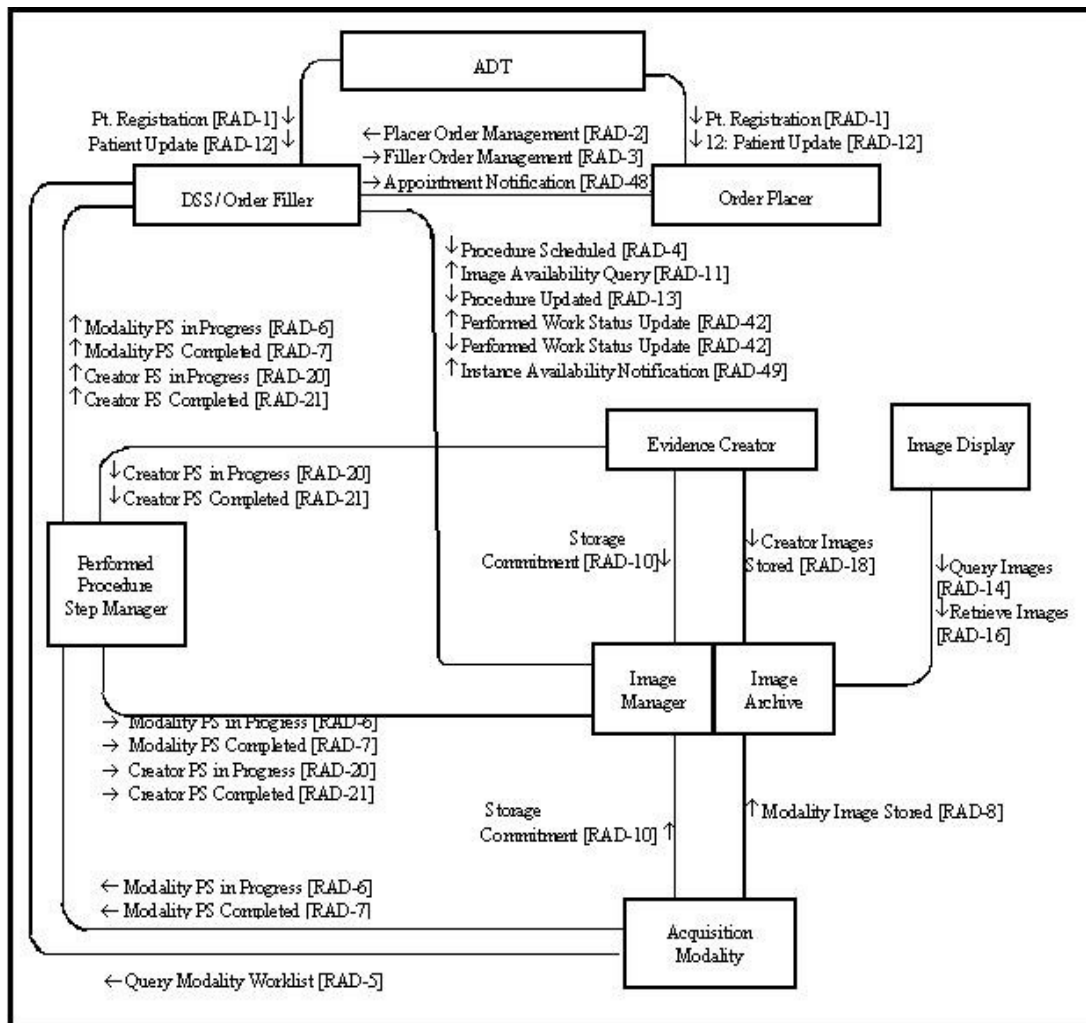 ADT
Pt. Registration [RAD-1] ↓
Patient Update [RAD-12] ↓
← Placer Order Management [RAD-2]
→ Filler Order Management [RAD-3]
→ Appointment Notification [RAD-48]
↓ Pt. Registration [RAD-1]
↓ 12: Patient Update [RAD-12]
DSS/Order Filler
Order Placer
↓ Procedure Scheduled [RAD-4]
↑ Image Availability Query [RAD-11]
↓ Procedure Updated [RAD-13]
↑ Performed Work Status Update [RAD-42]
↓ Performed Work Status Update [RAD-42]
↑ Instance Availability Notification [RAD-49]
↑ Modality PS in Progress [RAD-6]
↑ Modality PS Completed [RAD-7]
↑ Creator PS in Progress [RAD-20]
↑ Creator PS Completed [RAD-21]
Evidence Creator
Image Display
↓ Creator PS in Progress [RAD-20]
↓ Creator PS Completed [RAD-21]
Storage
Commitment [RAD-10] ↓
↓ Creator Images
Stored [RAD-18]
↓ Query Images
[RAD-14]
↓ Retrieve Images
[RAD-16]
Performed
Procedure
Step Manager
Image
Manager
Image
Archive
→ Modality PS in Progress [RAD-6]
→ Modality PS Completed [RAD-7]
→ Creator PS in Progress [RAD-20]
→ Creator PS Completed [RAD-21]
Storage
Commitment [RAD-10] ↑
↑ Modality Image Stored [RAD-8]
← Modality PS in Progress [RAD-6]
← Modality PS Completed [RAD-7]
Acquisition
Modality
← Query Modality Worklist [RAD-5]